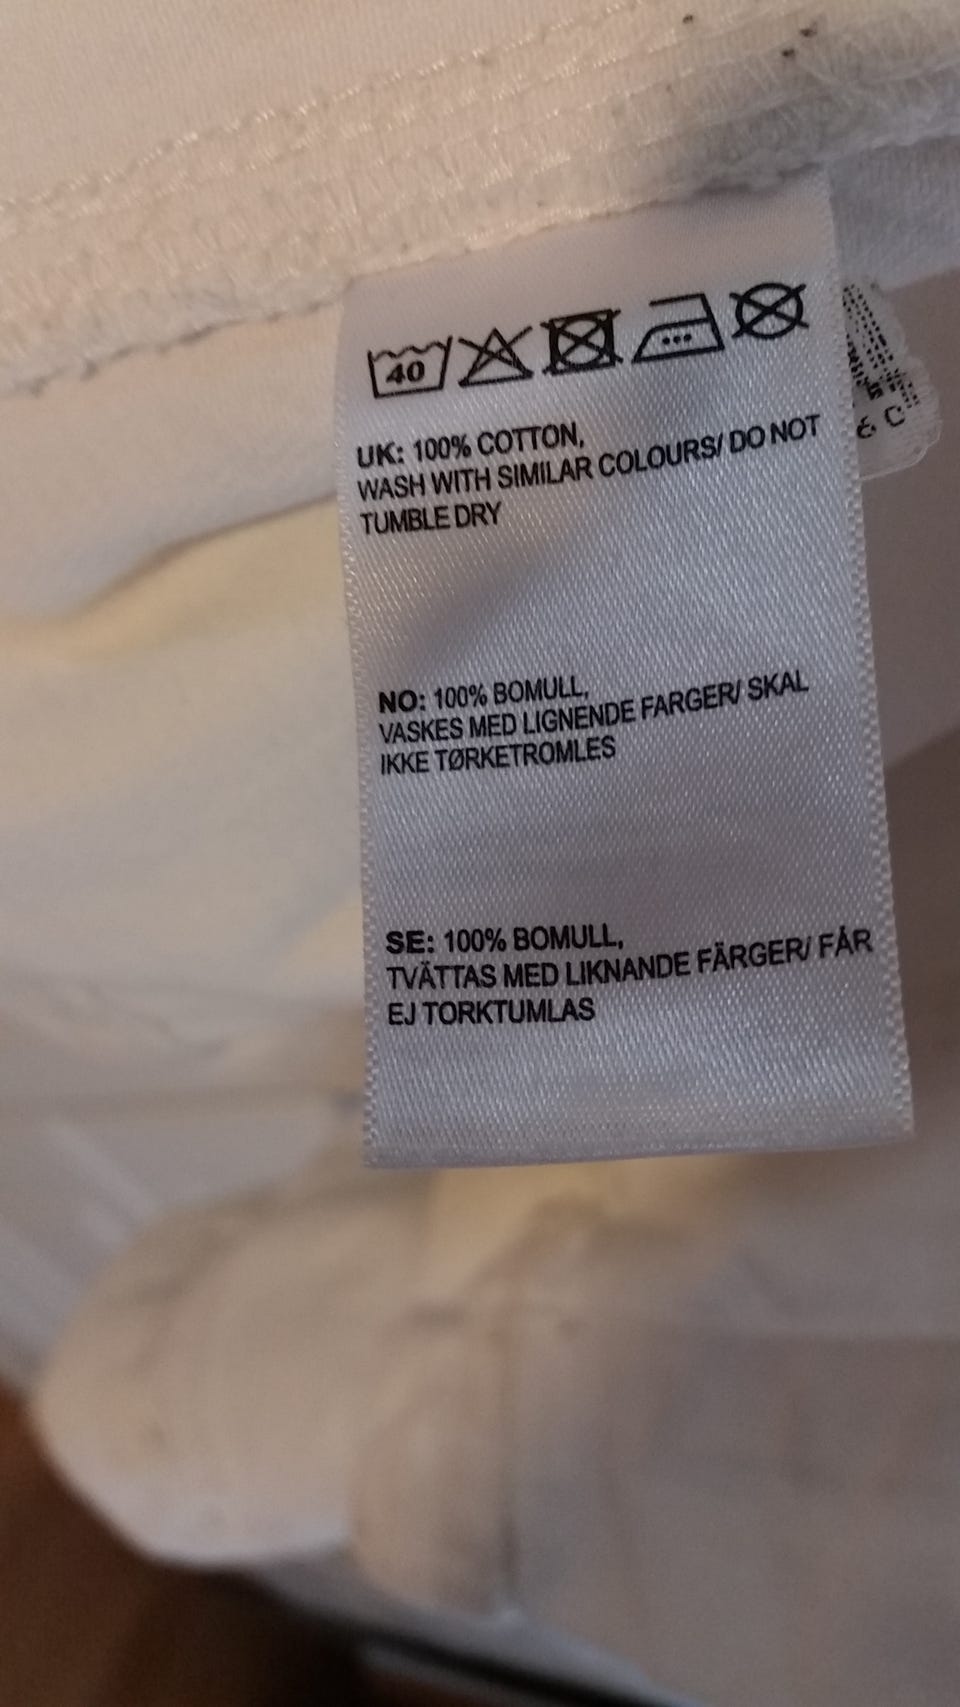 40
UK: 100% COTTON,
WASH WITH SIMILAR COLOURS/ DO NOT
TUMBLE DRY
NO: 100% BOMULL,
VASKES MED LIGNENDE FARGER/ SKAL
IKKE TØRKETROMLES
SE: 100% BOMULL,
TVÄTTAS MED LIKNANDE FÄRGER/ FÅR
EJ TORKTUMLAS